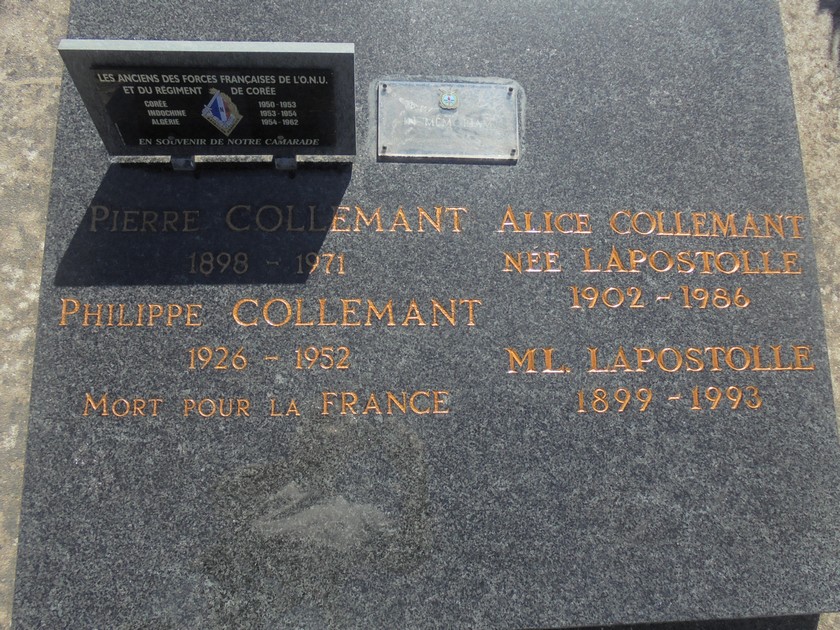 LES ANCIENS DES FORCES FRANÇAISES DE L'O.N.U.
ET DU RÉGIMENT DE CORÉE
CORÉE 1950-1953
INDOCHINE 1953-1954
ALGÉRIE 1954-1962
EN SOUVENIR DE NOTRE CAMARADE
IN MEMORIAM
PIERRE COLLEMANT
1898 - 1971
PHILIPPE COLLEMANT
1926 - 1952
MORT POUR LA FRANCE
ALICE COLLEMANT
NÉE LAPOSTOLLE
1902 - 1986
ML. LAPOSTOLLE
1899 - 1993